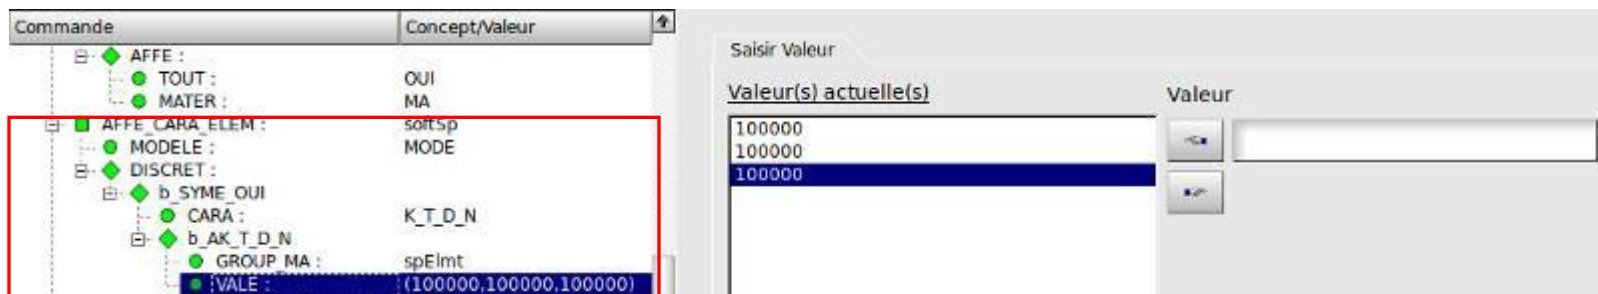 Commande Concept/Valeur
AFFE :
TOUT : OUI
MATER : MA
AFFE_CARA_ELEM : softSp
MODELE : MODE
DISCRET :
b_SYME_OUI
CARA : K_T_D_N
b_AK_T_D_N
GROUP_MA : spElmt
VALE : (100000,100000,100000)
Saisir Valeur
Valeur(s) actuelle(s) Valeur
100000
100000
100000